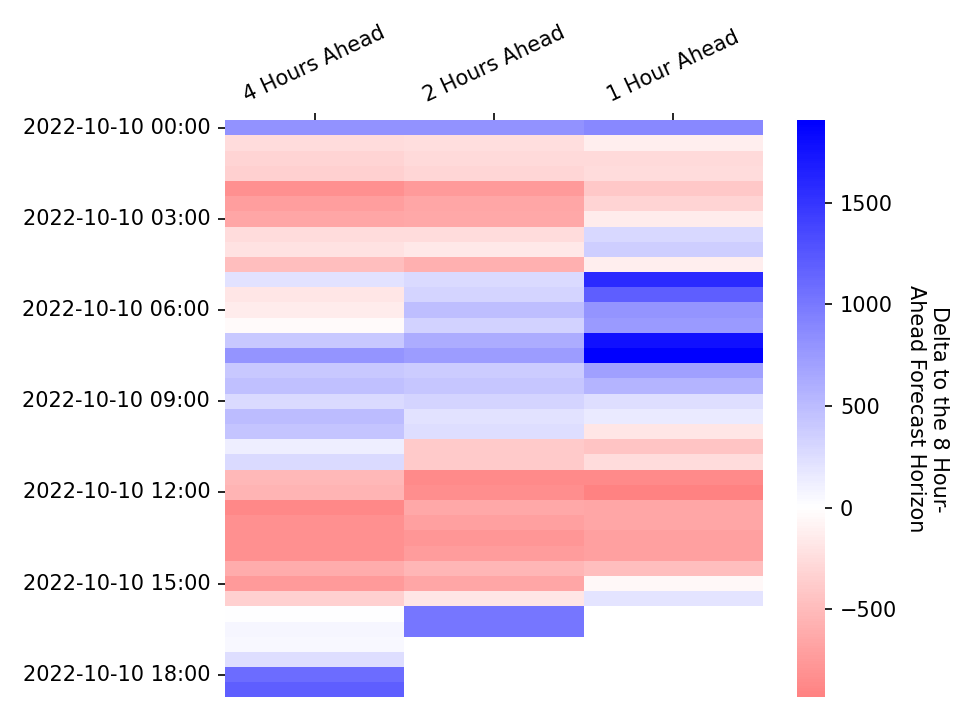 4 Hours Ahead
2 Hours Ahead
1 Hour Ahead
2022-10-10 00:00
2022-10-10 03:00
2022-10-10 06:00
2022-10-10 09:00
2022-10-10 12:00
2022-10-10 15:00
2022-10-10 18:00
1500
1000
500
0
−500
Delta to the 8 Hour-
Ahead Forecast Horizon